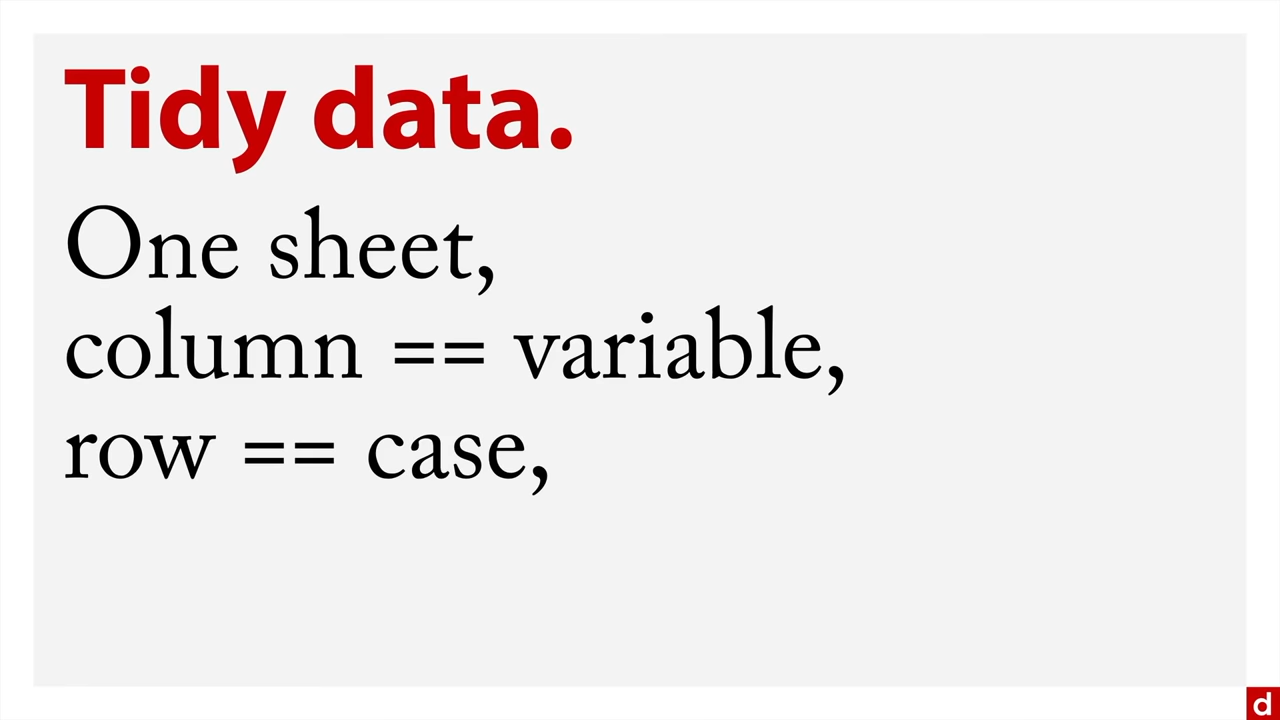 Tidy data.
One sheet,
column == variable,
row == case,
d